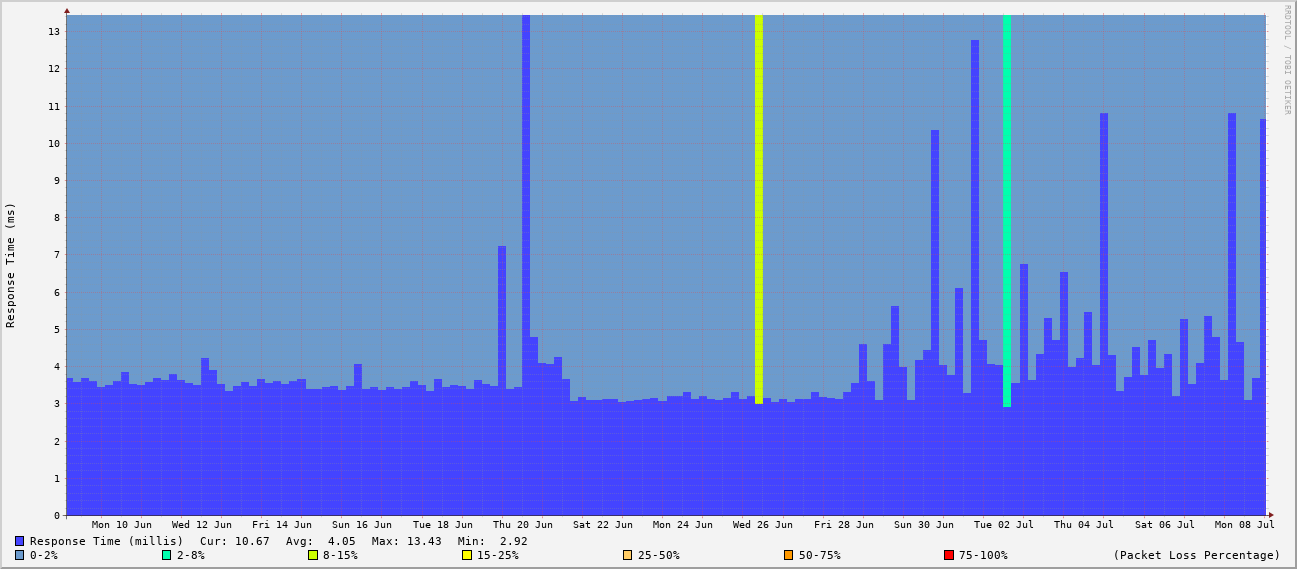 RRDTOOL / TOBI OETIKER
Response Time (ms)
13
12
11
10
9
8
7
6
5
4
3
2
1
0
Mon 10 Jun Wed 12 Jun Fri 14 Jun Sun 16 Jun Tue 18 Jun Thu 20 Jun Sat 22 Jun Mon 24 Jun Wed 26 Jun Fri 28 Jun Sun 30 Jun Tue 02 Jul Thu 04 Jul Sat 06 Jul Mon 08 Jul
Response Time (millis) Cur: 10.67 Avg: 4.05 Max: 13.43 Min: 2.92
0-2% 2-8% 8-15% 15-25% 25-50% 50-75% 75-100% (Packet Loss Percentage)